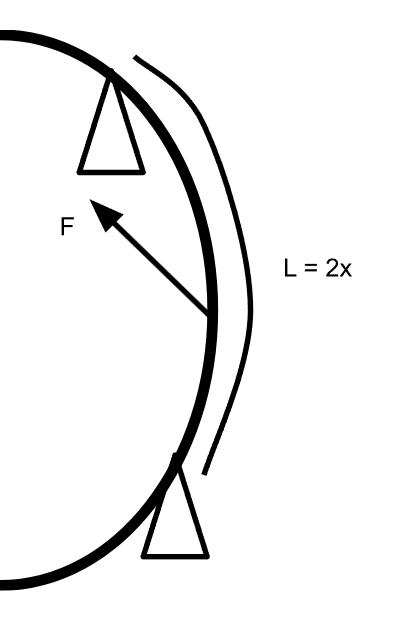 F
L = 2x